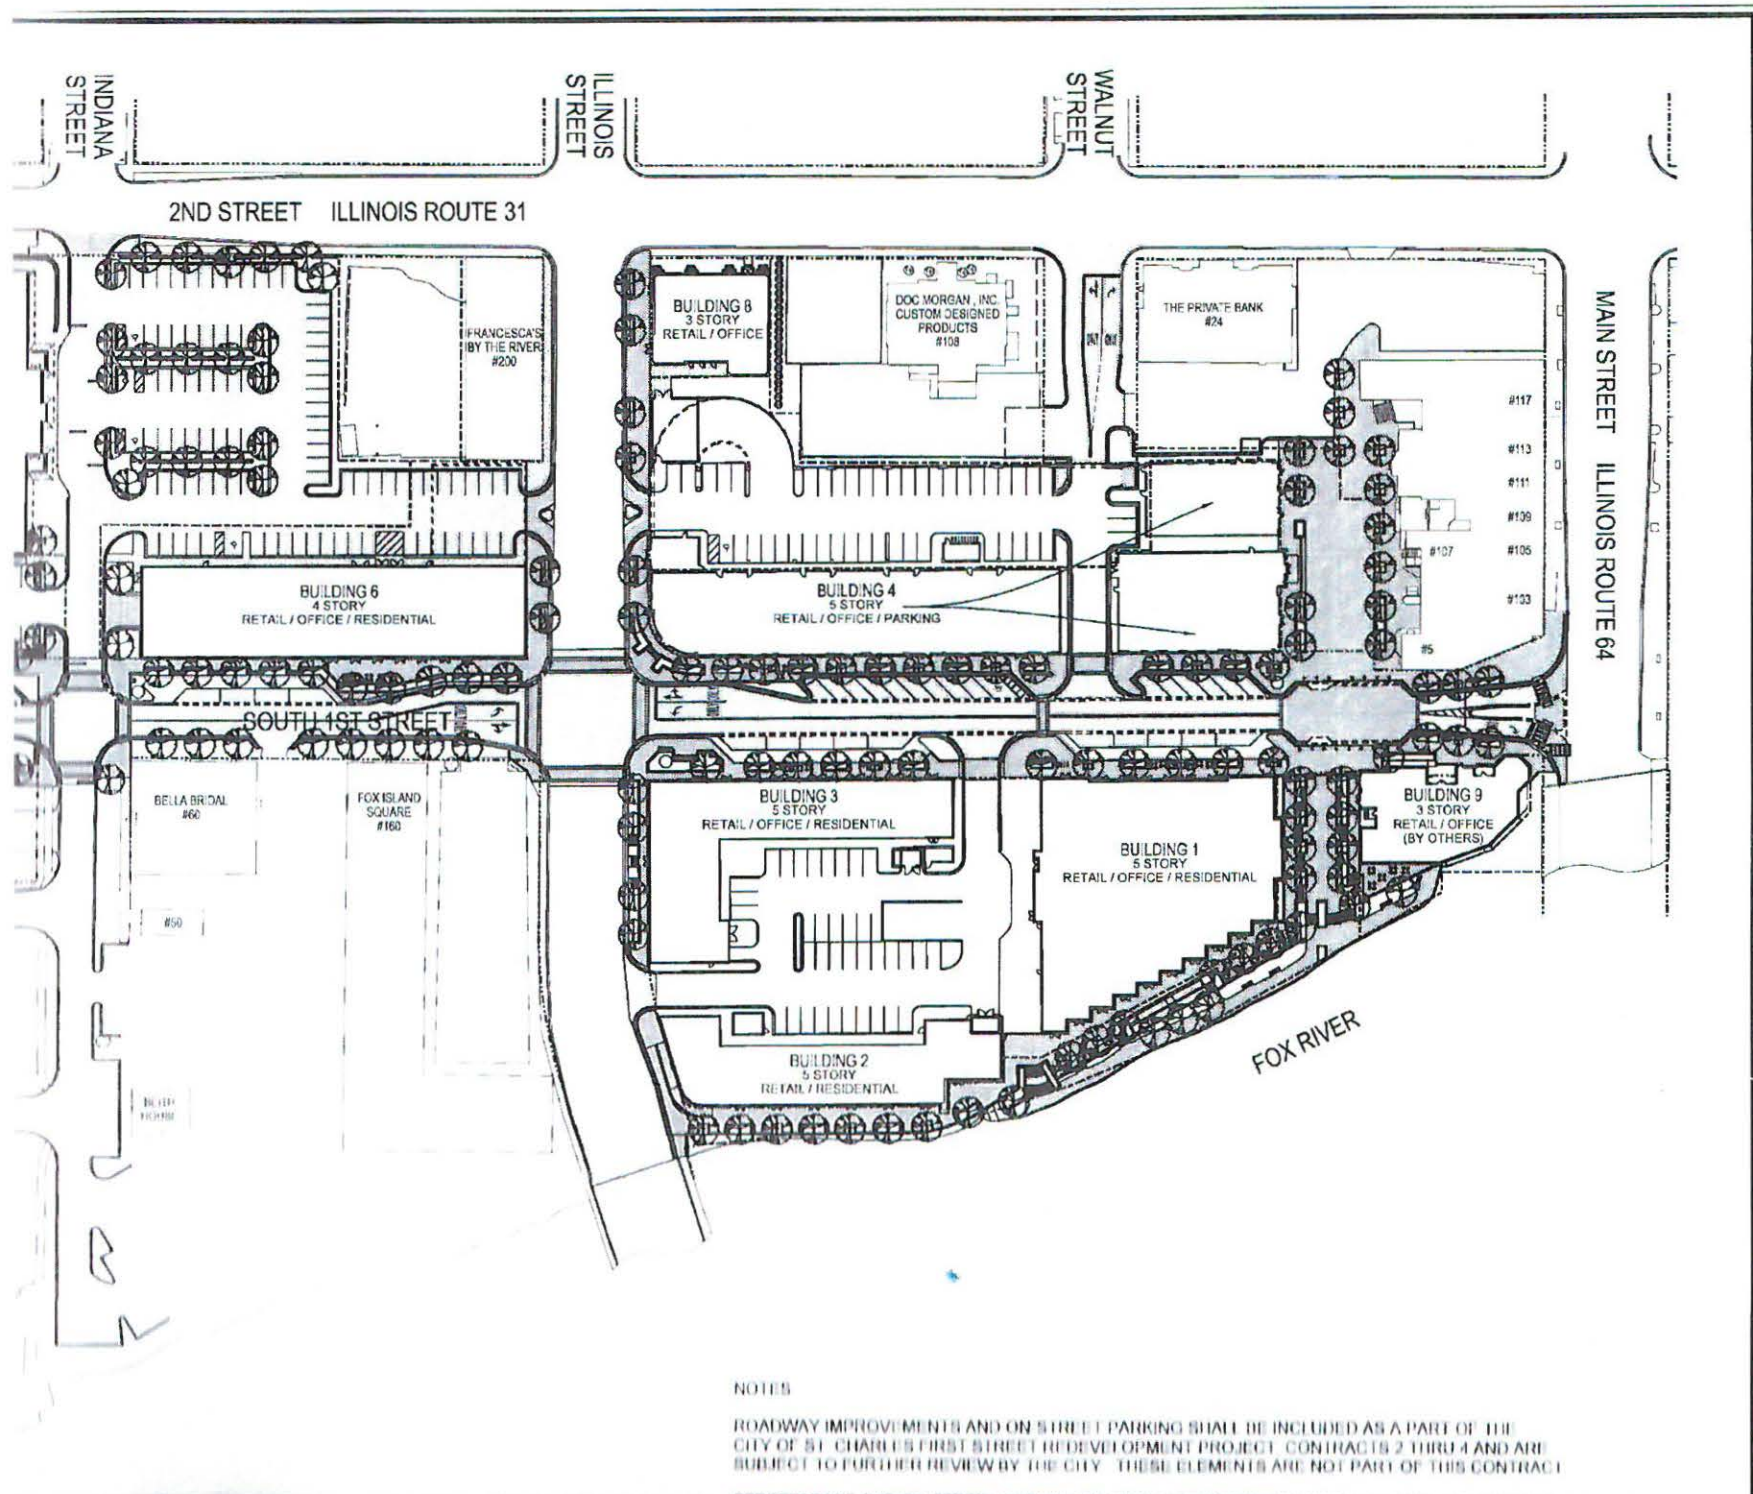 INDIANA
STREET
ILLINOIS
STREET
WALNUT
STREET
2ND STREET ILLINOIS ROUTE 31
MAIN STREET ILLINOIS ROUTE 64
FRANCESCA'S
BY THE RIVER
#200
BUILDING 8
3 STORY
RETAIL / OFFICE
DOC MORGAN, INC.
CUSTOM DESIGNED
PRODUCTS
#108
THE PRIVATE BANK
#24
#117
#113
#111
#109
#107
#105
#103
#5
BUILDING 6
4 STORY
RETAIL / OFFICE / RESIDENTIAL
BUILDING 4
5 STORY
RETAIL / OFFICE / PARKING
SOUTH 1ST STREET
BELLA BRIDAL
#60
FOX ISLAND
SQUARE
#160
#50
BUILDING 3
5 STORY
RETAIL / OFFICE / RESIDENTIAL
BUILDING 1
5 STORY
RETAIL / OFFICE / RESIDENTIAL
BUILDING 9
3 STORY
RETAIL / OFFICE
(BY OTHERS)
BUILDING 2
5 STORY
RETAIL / RESIDENTIAL
FOX RIVER
HOUSE
NOTES
ROADWAY IMPROVEMENTS AND ON STREET PARKING SHALL BE INCLUDED AS A PART OF THE
CITY OF ST. CHARLES FIRST STREET REDEVELOPMENT PROJECT CONTRACTS 2 THRU 4 AND ARE
SUBJECT TO FURTHER REVIEW BY THE CITY THESE ELEMENTS ARE NOT PART OF THIS CONTRACT